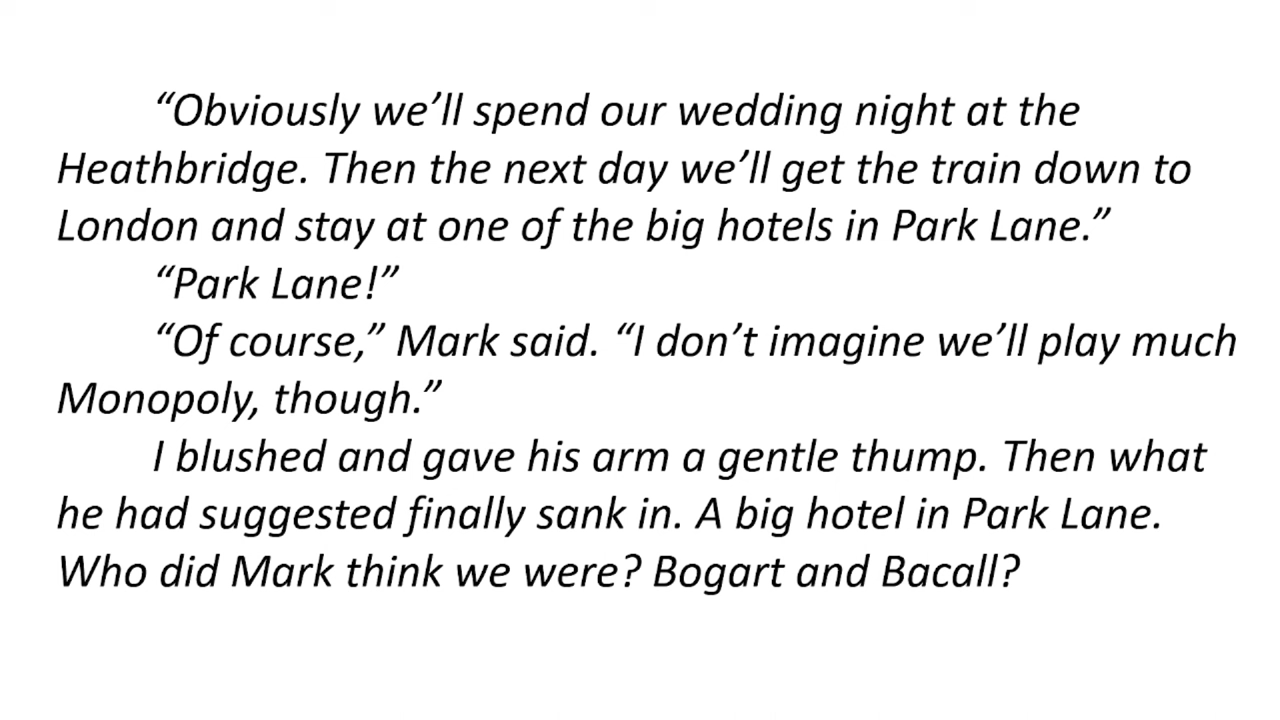 “Obviously we’ll spend our wedding night at the
Heathbridge. Then the next day we’ll get the train down to
London and stay at one of the big hotels in Park Lane.”
“Park Lane!”
“Of course,” Mark said. “I don’t imagine we’ll play much
Monopoly, though.”
I blushed and gave his arm a gentle thump. Then what
he had suggested finally sank in. A big hotel in Park Lane.
Who did Mark think we were? Bogart and Bacall?